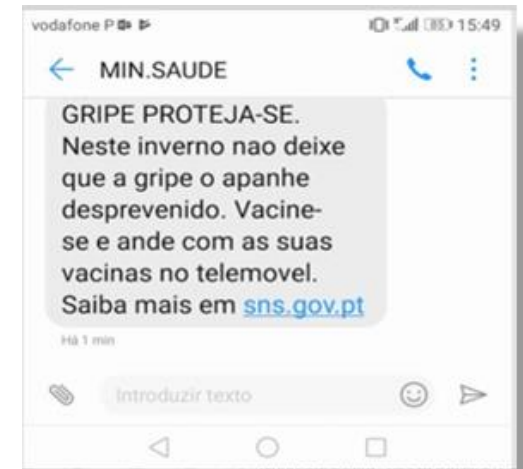 vodafone P
15:49
MIN.SAUDE
GRIPE PROTEJA-SE.
Neste inverno nao deixe
que a gripe o apanhe
desprevenido. Vacine-
se e ande com as suas
vacinas no telemovel.
Saiba mais em sns.gov.pt
Há 1 min
Introduzir texto